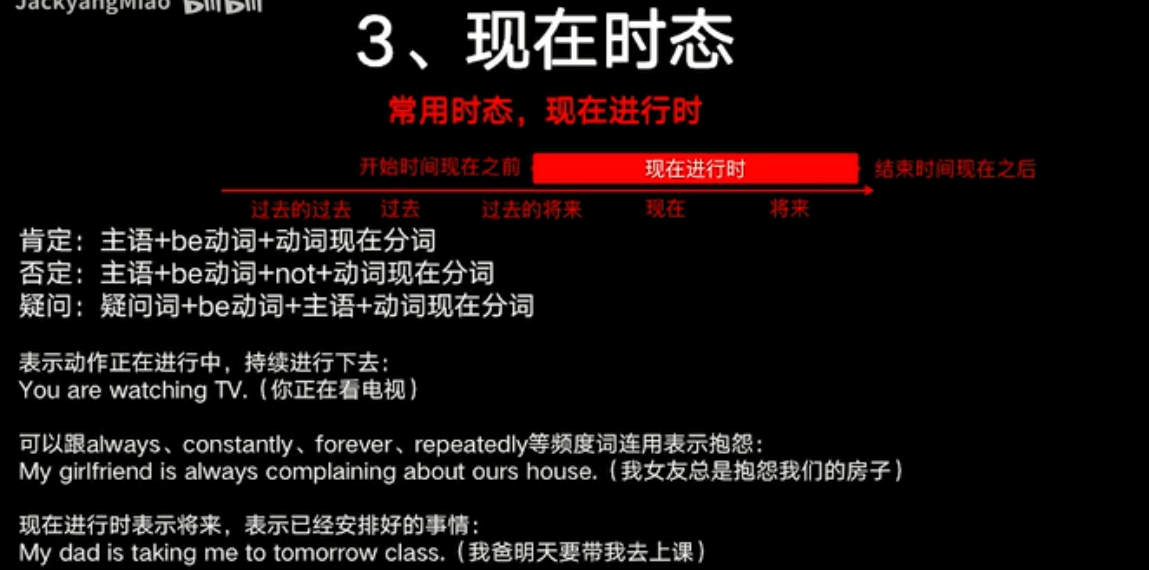 JackyangMiao bilibili
3、现在时态
常用时态，现在进行时
开始时间现在之前 现在进行时 结束时间现在之后
过去的过去 过去 过去的将来 现在 将来
肯定：主语+be动词+动词现在分词
否定：主语+be动词+not+动词现在分词
疑问：疑问词+be动词+主语+动词现在分词
表示动作正在进行中，持续进行下去：
You are watching TV.（你正在看电视）
可以跟always、constantly、forever、repeatedly等频度词连用表示抱怨：
My girlfriend is always complaining about ours house.（我女友总是抱怨我们的房子）
现在进行时表示将来，表示已经安排好的事情：
My dad is taking me to tomorrow class.（我爸明天要带我去上课）